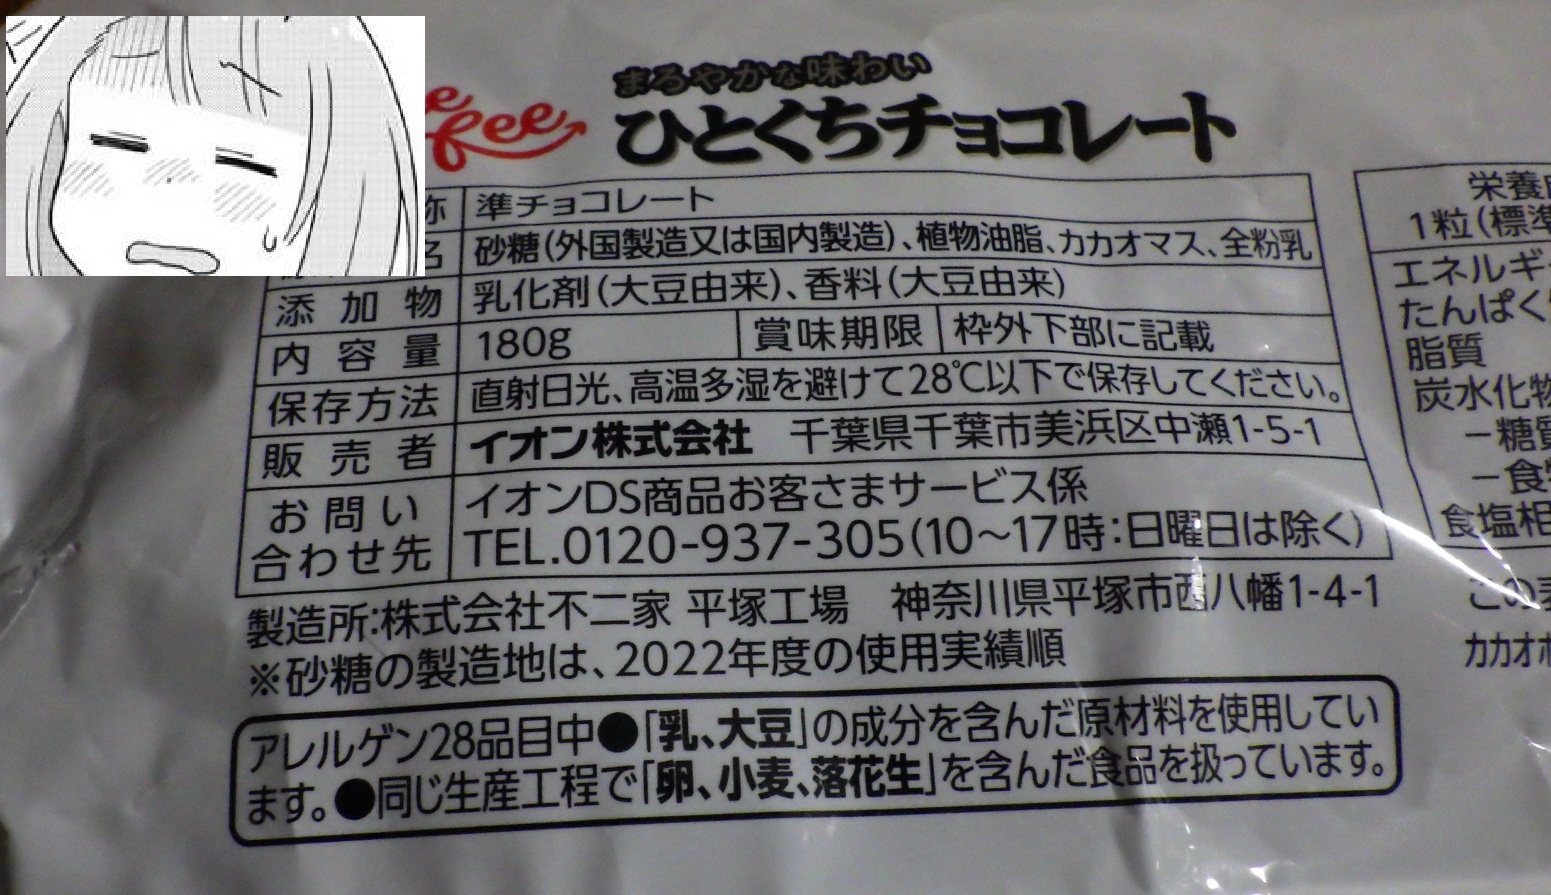 fee
まろやかな味わい
ひとくちチョコレート
称 準チョコレート
名 砂糖(外国製造又は国内製造)、植物油脂、カカオマス、全粉乳
添加物 乳化剤(大豆由来)、香料(大豆由来)
内容量 180g 賞味期限 枠外下部に記載
保存方法 直射日光、高温多湿を避けて28℃以下で保存してください。
販売者 イオン株式会社 千葉県千葉市美浜区中瀬1-5-1
お問い合わせ先 イオンDS商品お客さまサービス係
TEL.0120-937-305(10〜17時:日曜日は除く)
製造所:株式会社不二家 平塚工場 神奈川県平塚市西八幡1-4-1
※砂糖の製造地は、2022年度の使用実績順
アレルゲン28品目中●「乳、大豆」の成分を含んだ原材料を使用してい
ます。●同じ生産工程で「卵、小麦、落花生」を含んだ食品を扱っています。
栄養
1粒(標準
エネルギー
たんぱく
脂質
炭水化物
−糖質
−食
食塩相
この
カカオ